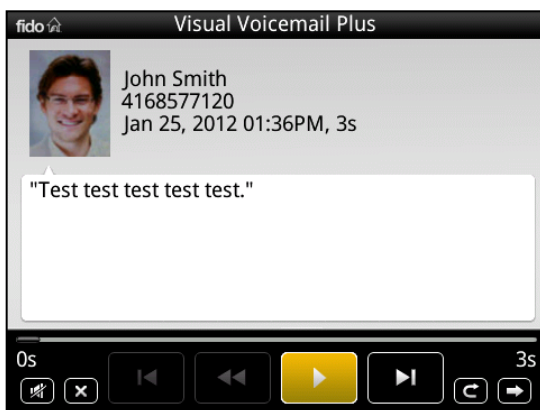 fido
Visual Voicemail Plus
John Smith
4168577120
Jan 25, 2012 01:36PM, 3s
"Test test test test test."
0s
3s